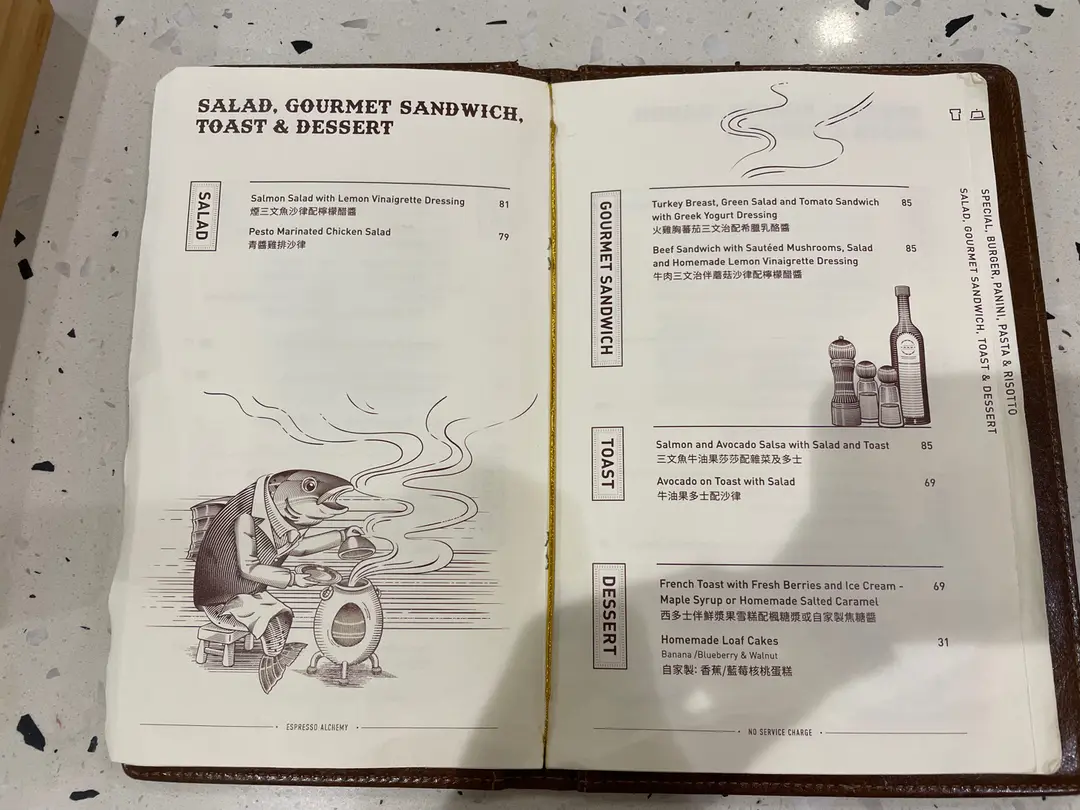 SALAD, GOURMET SANDWICH,
TOAST & DESSERT
SALAD
Salmon Salad with Lemon Vinaigrette Dressing 81
煙三文魚沙律配檸檬醋醬
Pesto Marinated Chicken Salad 79
青醬雞排沙律
ESPRESSO ALCHEMY
GOURMET SANDWICH
Turkey Breast, Green Salad and Tomato Sandwich 85
with Greek Yogurt Dressing
火雞胸蕃茄三文治配希臘乳酪醬
Beef Sandwich with Sautéed Mushrooms, Salad 85
and Homemade Lemon Vinaigrette Dressing
牛肉三文治伴蘑菇沙律配檸檬醋醬
TOAST
Salmon and Avocado Salsa with Salad and Toast 85
三文魚牛油果莎莎配雜菜及多士
Avocado on Toast with Salad 69
牛油果多士配沙律
DESSERT
French Toast with Fresh Berries and Ice Cream - 69
Maple Syrup or Homemade Salted Caramel
西多士伴鮮漿果雪糕配楓糖漿或自家製焦糖醬
Homemade Loaf Cakes 31
Banana /Blueberry & Walnut
自家製: 香蕉/藍莓核桃蛋糕
NO SERVICE CHARGE
SPECIAL, BURGER, PANINI, PASTA & RISOTTO
SALAD, GOURMET SANDWICH, TOAST & DESSERT